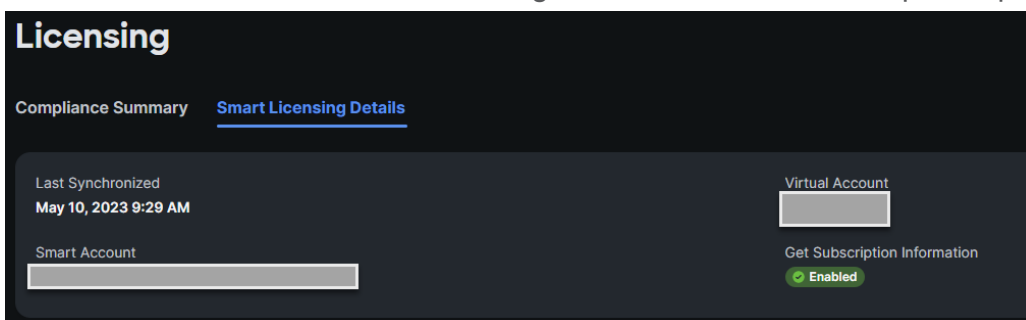 Licensing
Compliance Summary Smart Licensing Details
Last Synchronized
May 10, 2023 9:29 AM
Virtual Account
Smart Account
Get Subscription Information
Enabled